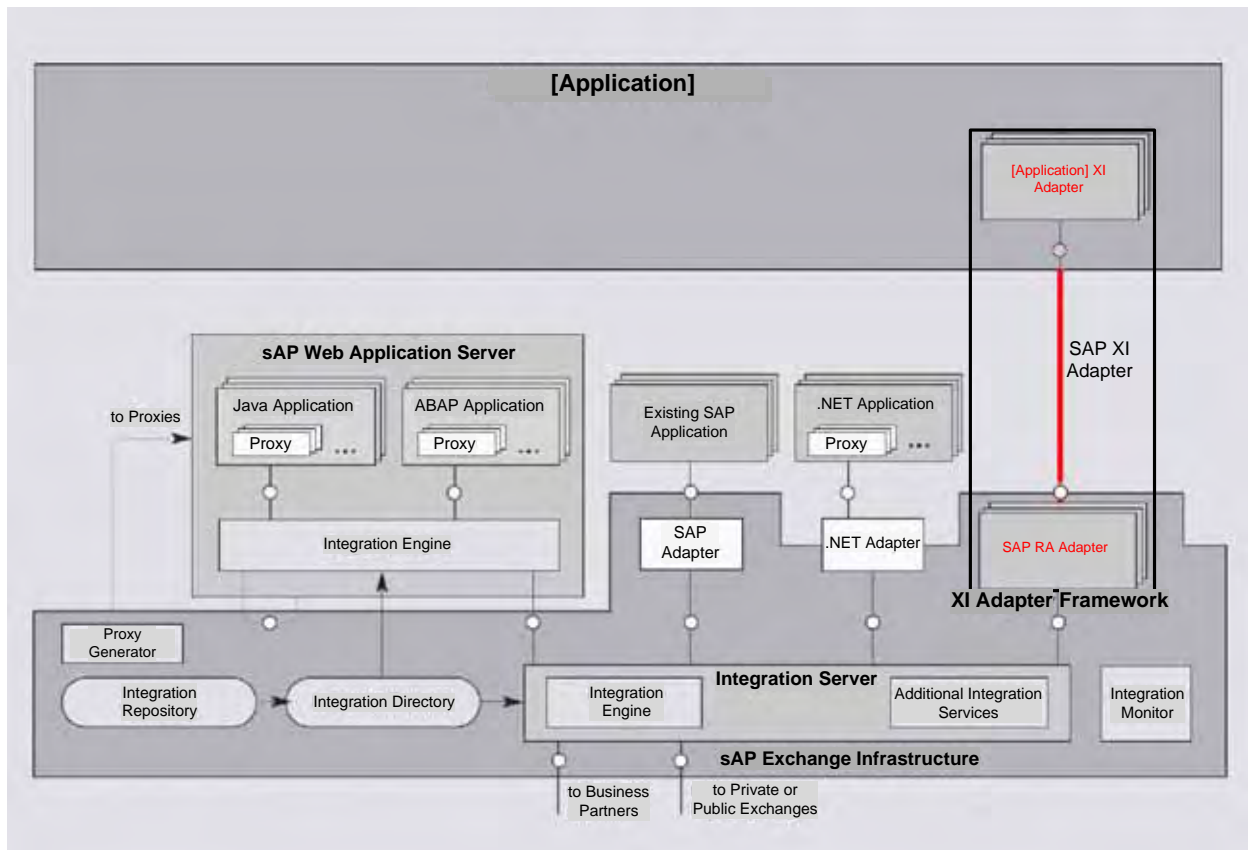 [Application]
[Application] XI
Adapter
SAP XI
Adapter
sAP Web Application Server
Java Application
Proxy
...
ABAP Application
Proxy
...
to Proxies
Existing SAP
Application
.NET Application
Proxy
...
Integration Engine
SAP
Adapter
.NET Adapter
SAP RA Adapter
XI Adapter Framework
Proxy
Generator
Integration
Repository
Integration Directory
Integration Server
Integration
Engine
Additional Integration
Services
Integration
Monitor
sAP Exchange Infrastructure
to Business
Partners
to Private or
Public Exchanges